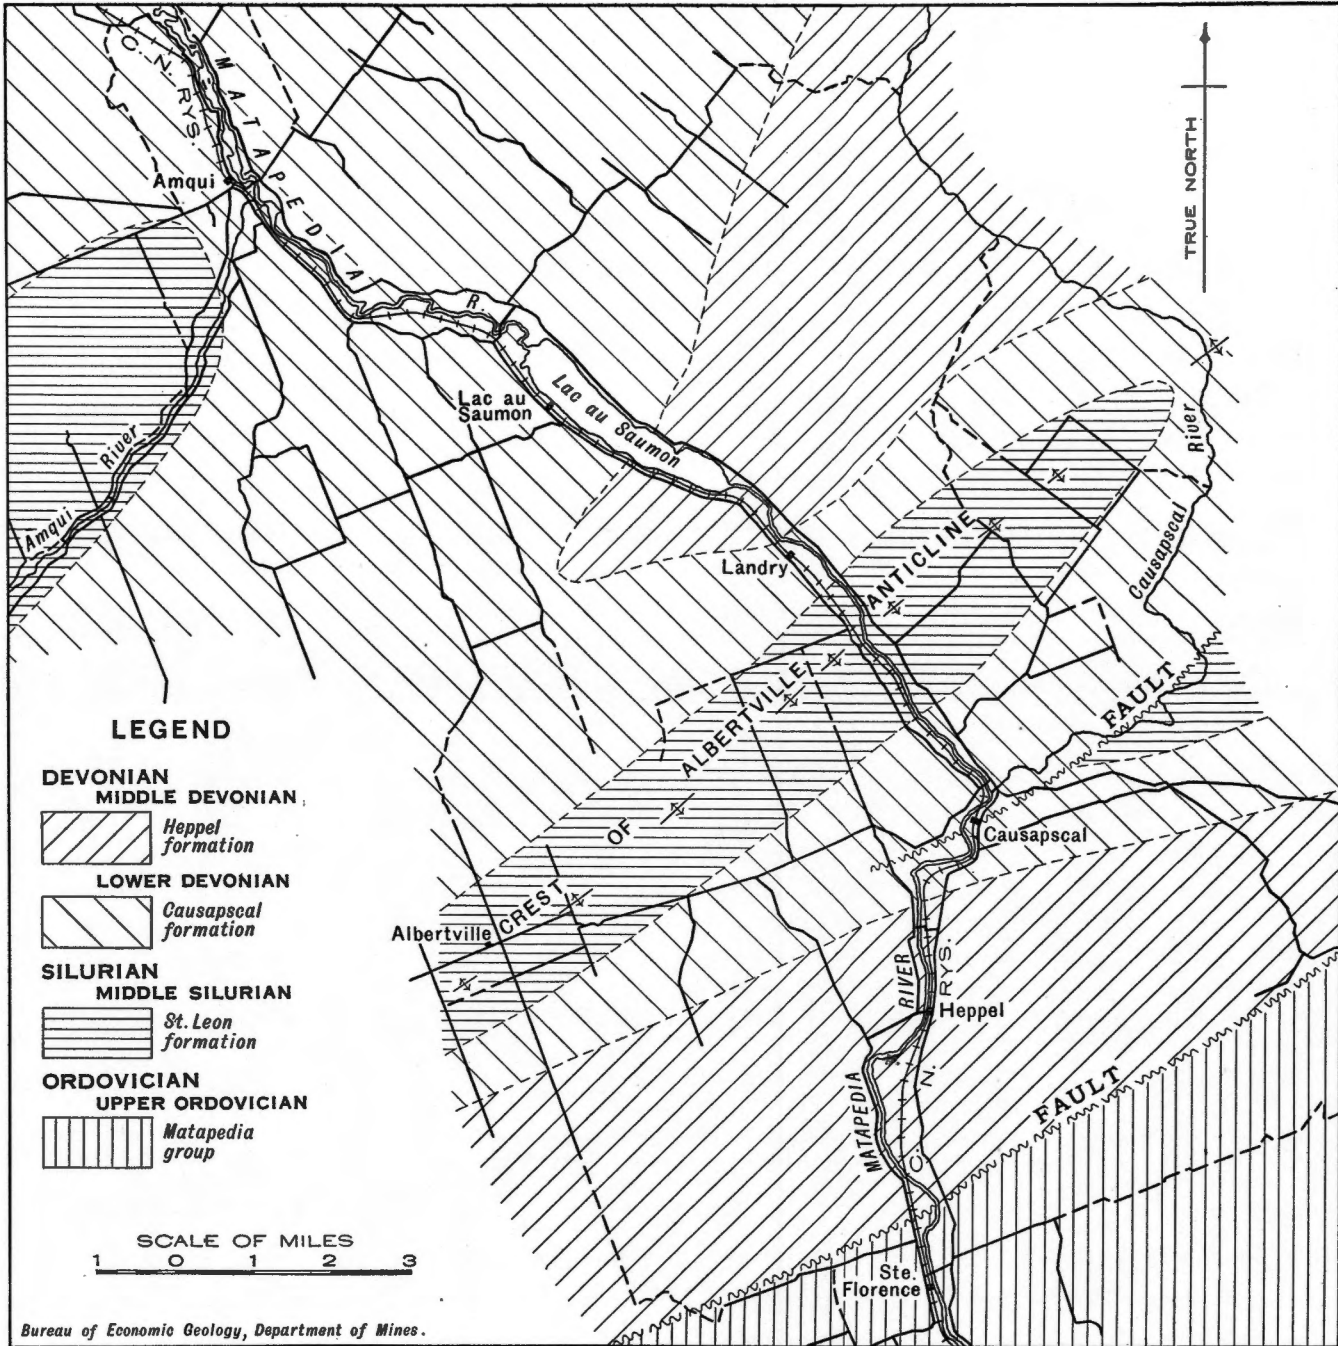 C. N. RYS.
MATAPEDIA R.
TRUE NORTH
Amqui
Lac au
Saumon
Lac au Saumon
Amqui River
Landry
Causapscal River
CREST OF ALBERTVILLE ANTICLINE
FAULT
Causapscal
Albertville
MATAPEDIA RIVER
C. N. RYS.
Heppel
FAULT
Ste.
Florence
LEGEND
DEVONIAN
MIDDLE DEVONIAN
Heppel
formation
LOWER DEVONIAN
Causapscal
formation
SILURIAN
MIDDLE SILURIAN
St. Leon
formation
ORDOVICIAN
UPPER ORDOVICIAN
Matapedia
group
SCALE OF MILES
1 0 1 2 3
Bureau of Economic Geology, Department of Mines.